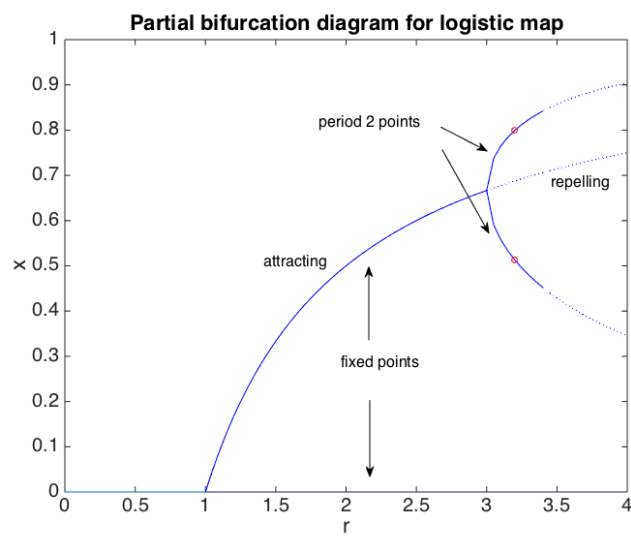 Partial bifurcation diagram for logistic map
1
0.9
0.8
0.7
0.6
0.5
0.4
0.3
0.2
0.1
0
x
period 2 points
repelling
attracting
fixed points
0 0.5 1 1.5 2 2.5 3 3.5 4
r